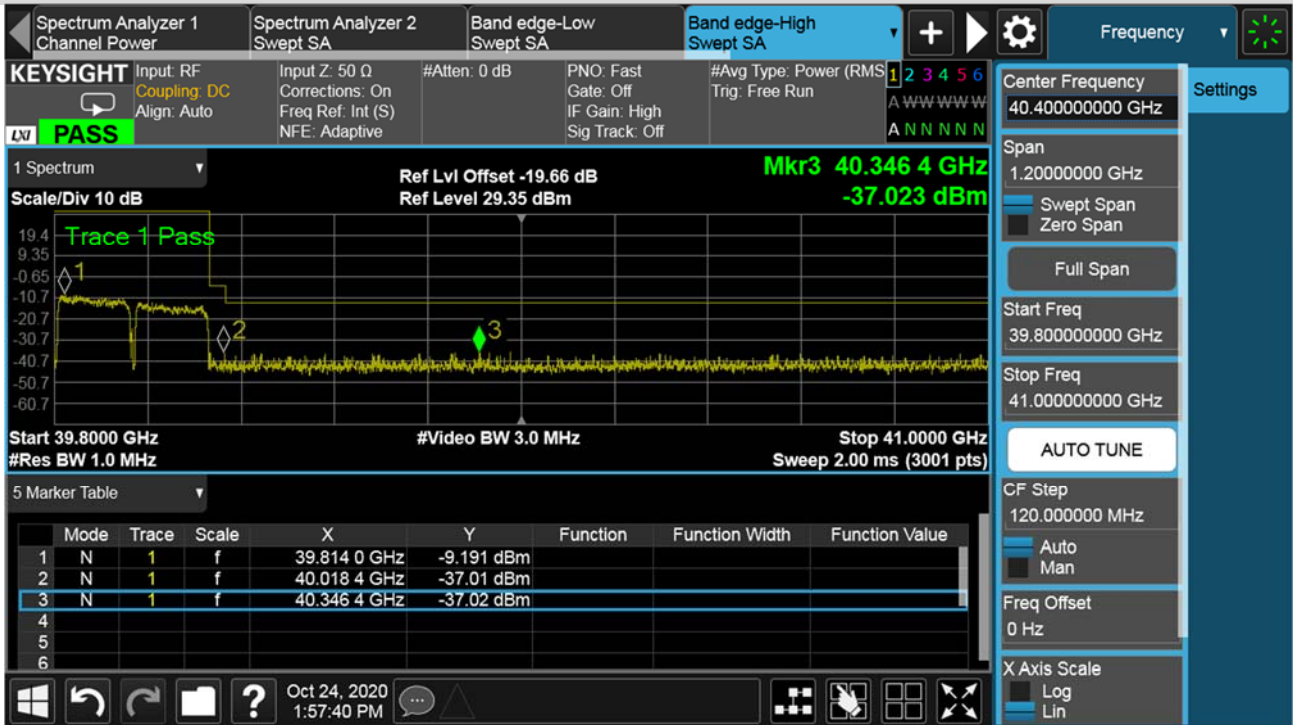 Spectrum Analyzer 1
Channel Power
Spectrum Analyzer 2
Swept SA
Band edge-Low
Swept SA
Band edge-High
Swept SA
Frequency
KEYSIGHT
LXI PASS
Input: RF
Coupling: DC
Align: Auto
Input Z: 50 Ω
Corrections: On
Freq Ref: Int (S)
NFE: Adaptive
#Atten: 0 dB
PNO: Fast
Gate: Off
IF Gain: High
Sig Track: Off
#Avg Type: Power (RMS
Trig: Free Run
1 2 3 4 5 6
A W W W W W
A N N N N N
1 Spectrum
Scale/Div 10 dB
Ref Lvl Offset -19.66 dB
Ref Level 29.35 dBm
Mkr3 40.346 4 GHz
-37.023 dBm
Trace 1 Pass
19.4
9.35
-0.65
-10.7
-20.7
-30.7
-40.7
-50.7
-60.7
1
2
3
Start 39.8000 GHz
#Res BW 1.0 MHz
#Video BW 3.0 MHz
Stop 41.0000 GHz
Sweep 2.00 ms (3001 pts)
5 Marker Table
Mode Trace Scale X Y Function Function Width Function Value
1 N 1 f 39.814 0 GHz -9.191 dBm
2 N 1 f 40.018 4 GHz -37.01 dBm
3 N 1 f 40.346 4 GHz -37.02 dBm
4
5
6
Oct 24, 2020
1:57:40 PM
?
Center Frequency
40.400000000 GHz
Settings
Span
1.20000000 GHz
Swept Span
Zero Span
Full Span
Start Freq
39.800000000 GHz
Stop Freq
41.000000000 GHz
AUTO TUNE
CF Step
120.000000 MHz
Auto
Man
Freq Offset
0 Hz
X Axis Scale
Log
Lin